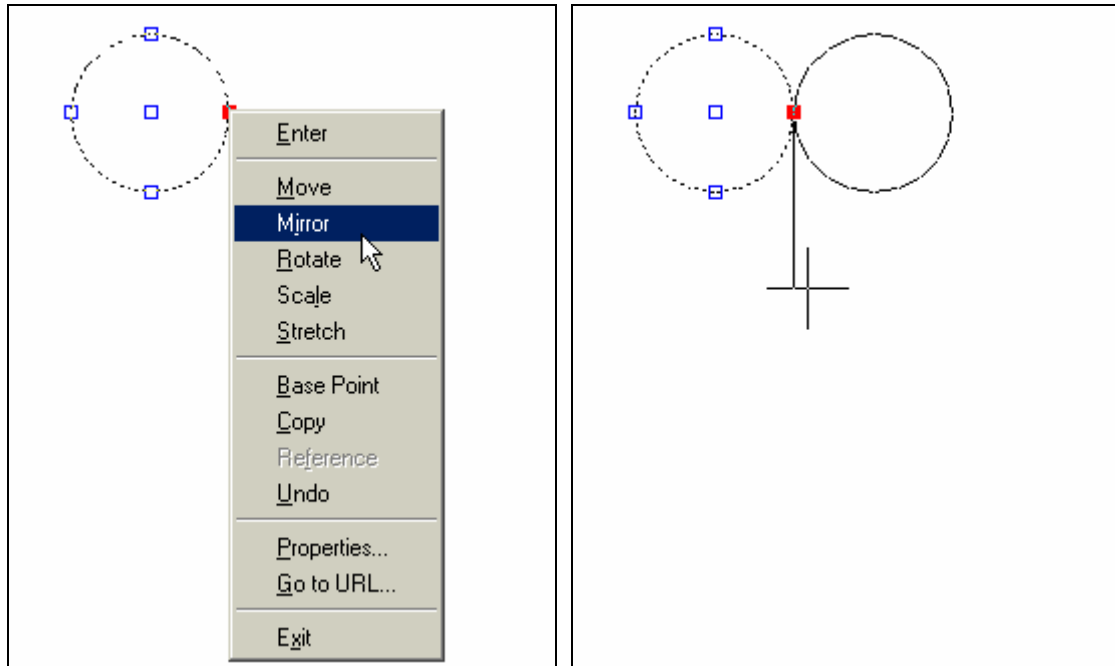 Enter
Move
Mirror
Rotate
Scale
Stretch
Base Point
Copy
Reference
Undo
Properties...
Go to URL...
Exit